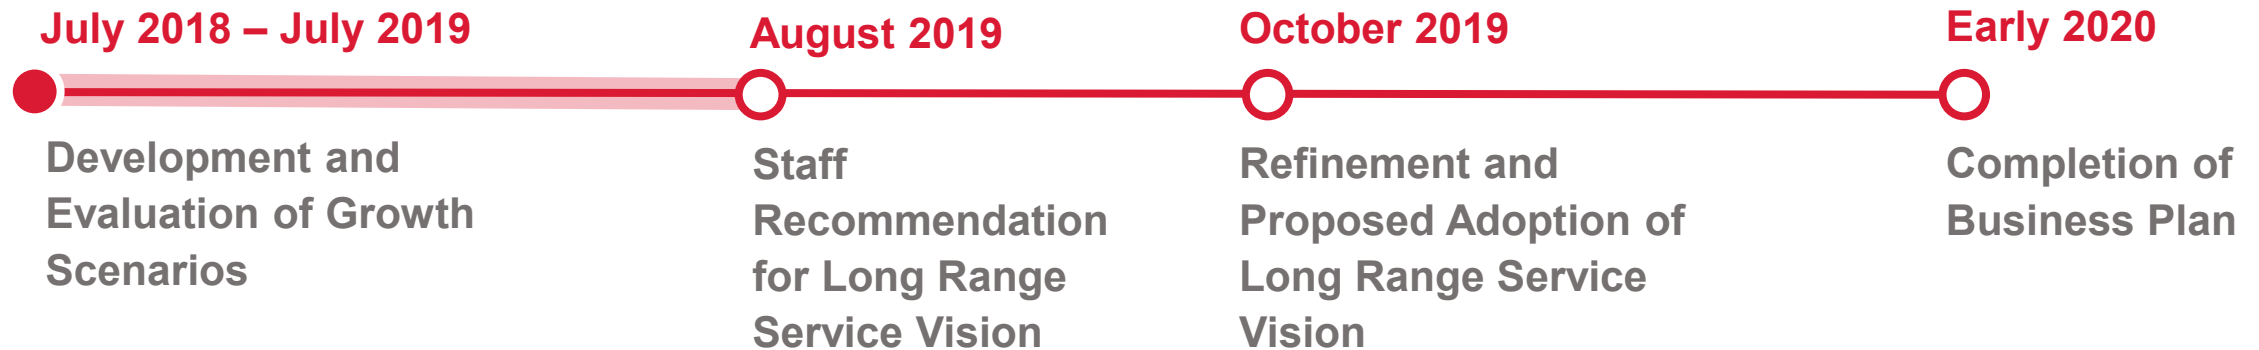 July 2018 – July 2019
Development and
Evaluation of Growth
Scenarios
August 2019
Staff
Recommendation
for Long Range
Service Vision
October 2019
Refinement and
Proposed Adoption of
Long Range Service
Vision
Early 2020
Completion of
Business Plan